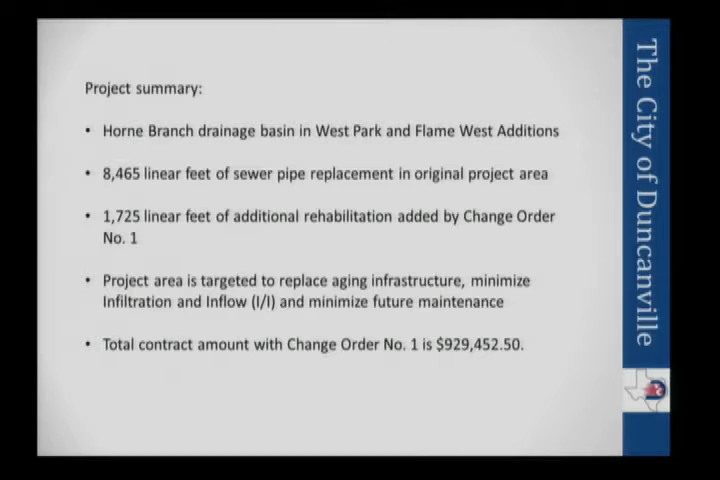 Project summary:
• Horne Branch drainage basin in West Park and Flame West Additions
• 8,465 linear feet of sewer pipe replacement in original project area
• 1,725 linear feet of additional rehabilitation added by Change Order
No. 1
• Project area is targeted to replace aging infrastructure, minimize
Infiltration and Inflow (I/I) and minimize future maintenance
• Total contract amount with Change Order No. 1 is $929,452.50.
The City of Duncanville